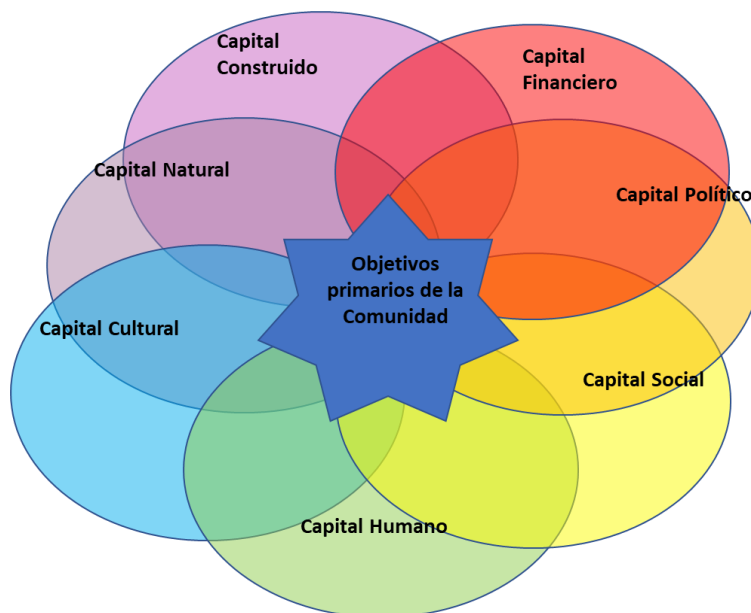 Capital
Construido
Capital
Financiero
Capital Natural
Capital Político
Objetivos
primarios de la
Comunidad
Capital Cultural
Capital Social
Capital Humano